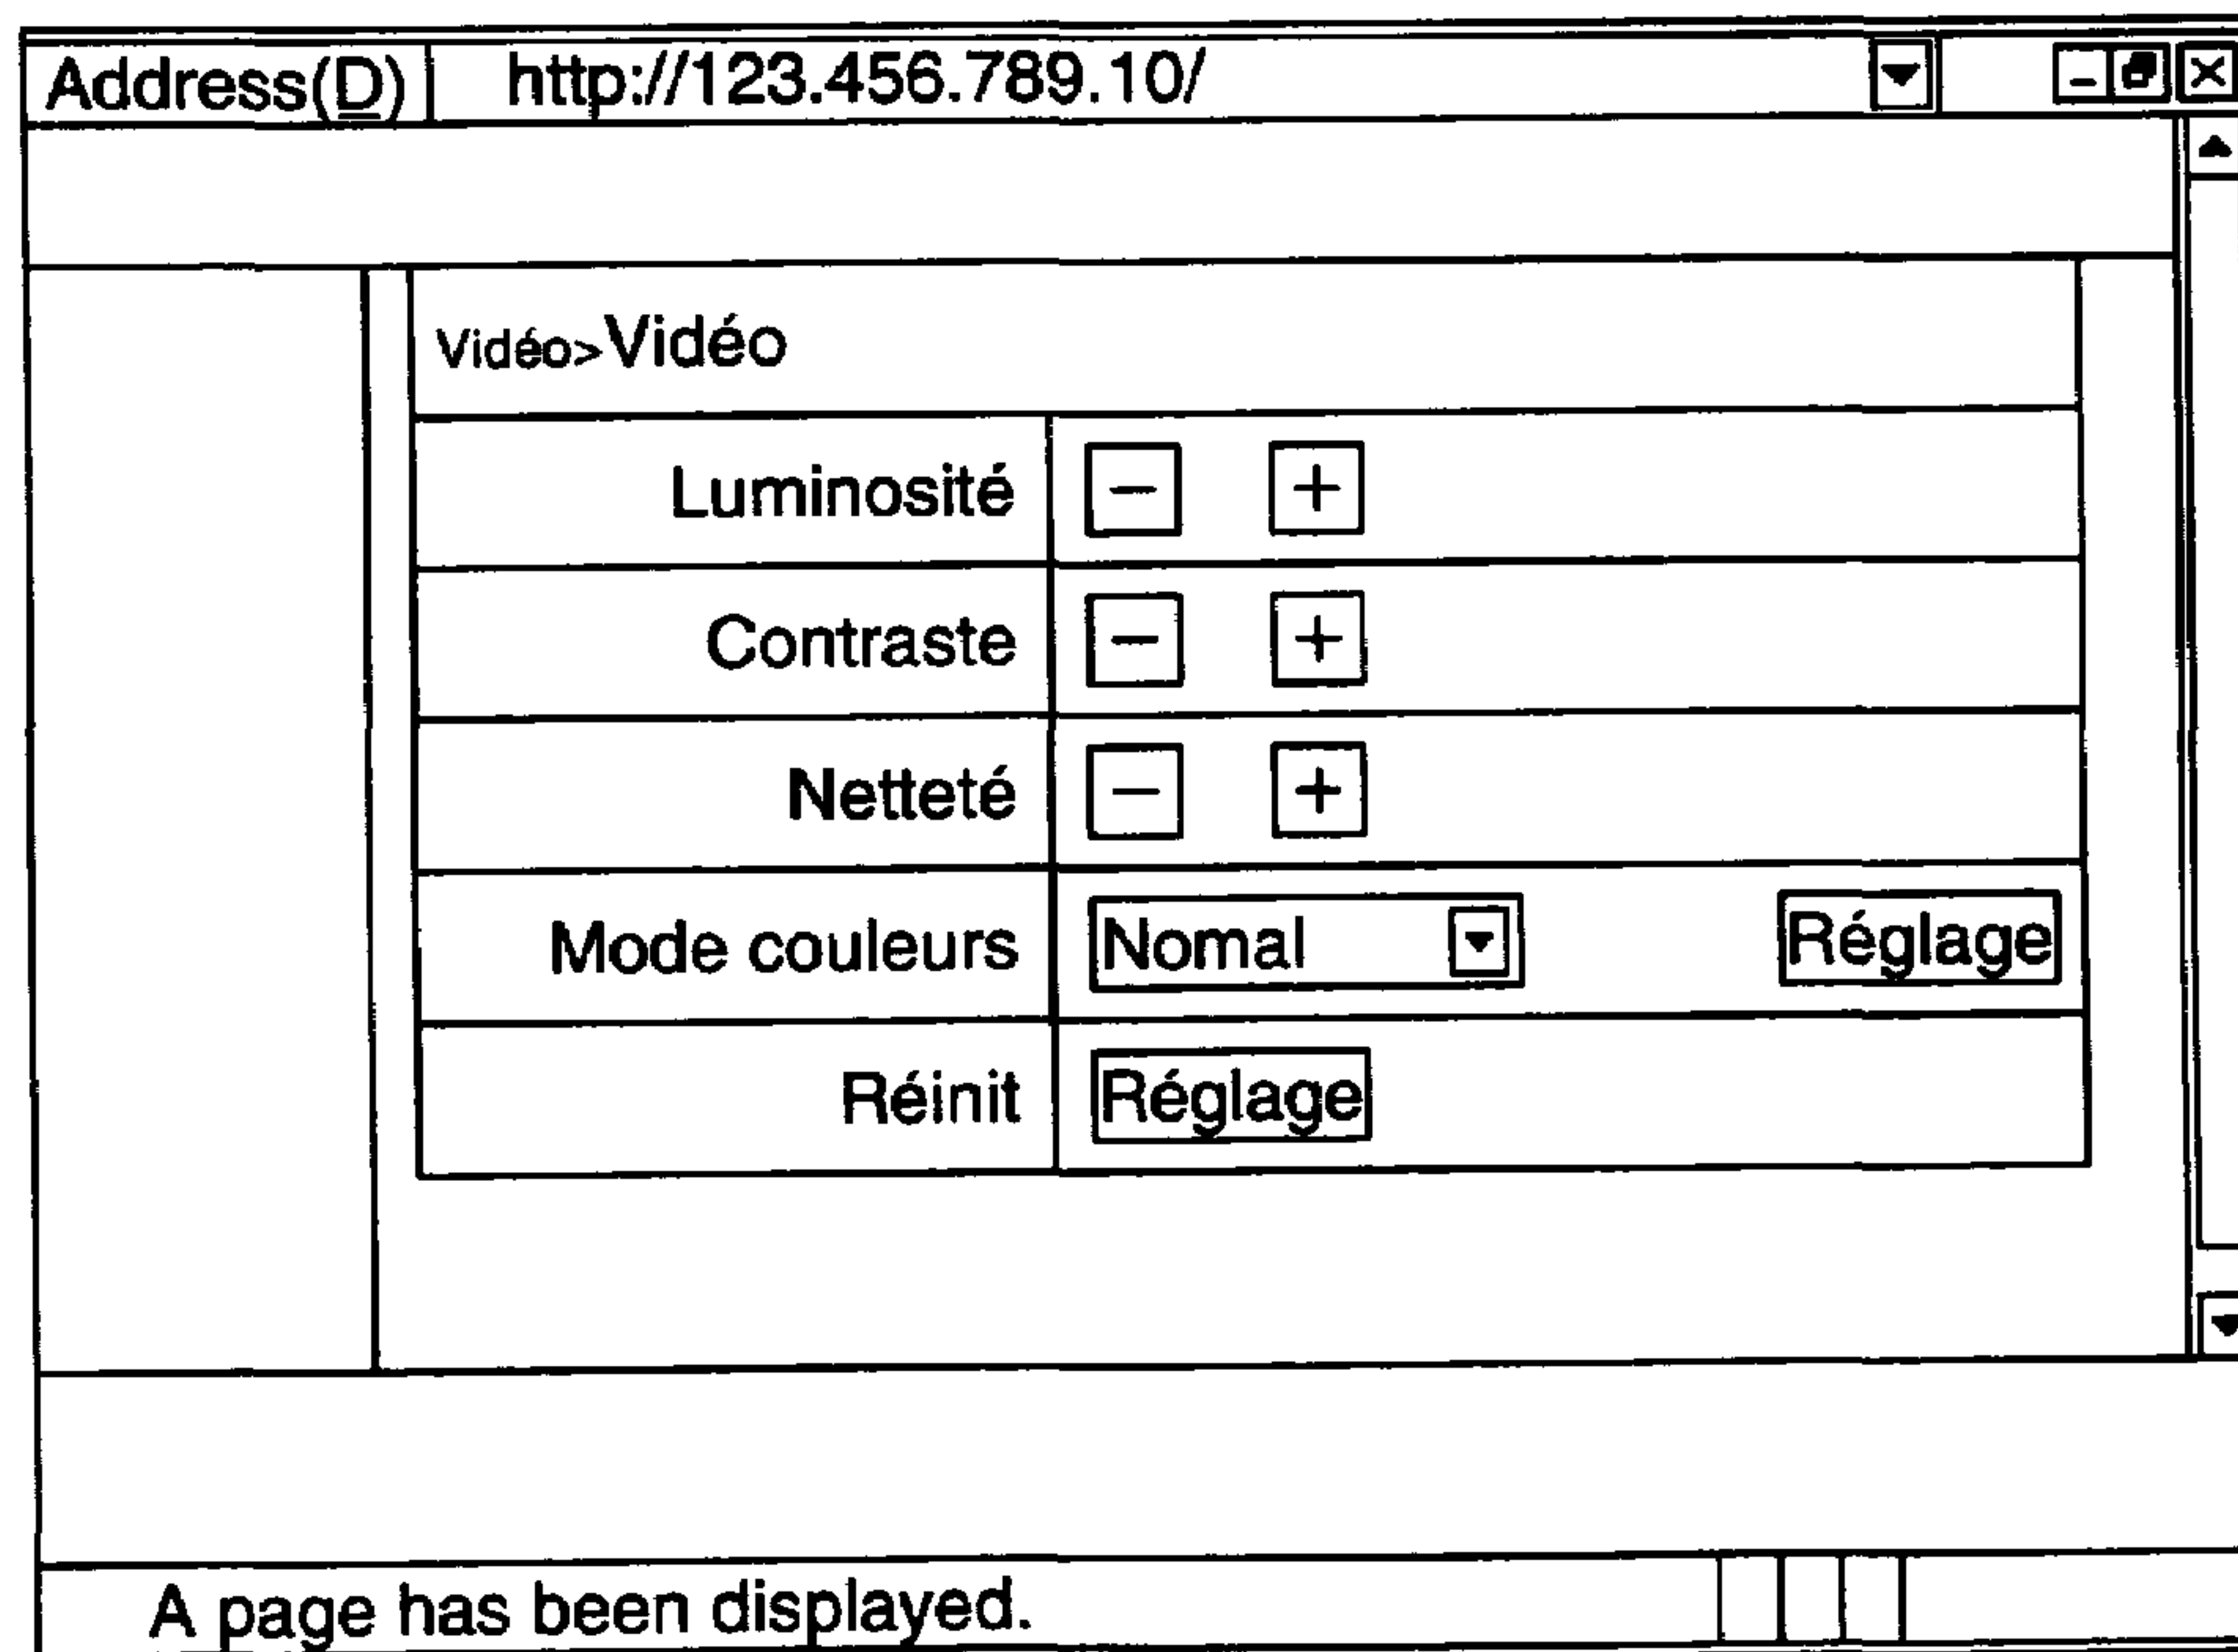 Address(D) http://123.456.789.10/
Vidéo>Vidéo
Luminosité − +
Contraste − +
Netteté − +
Mode couleurs Nomal Réglage
Réinit Réglage
A page has been displayed.